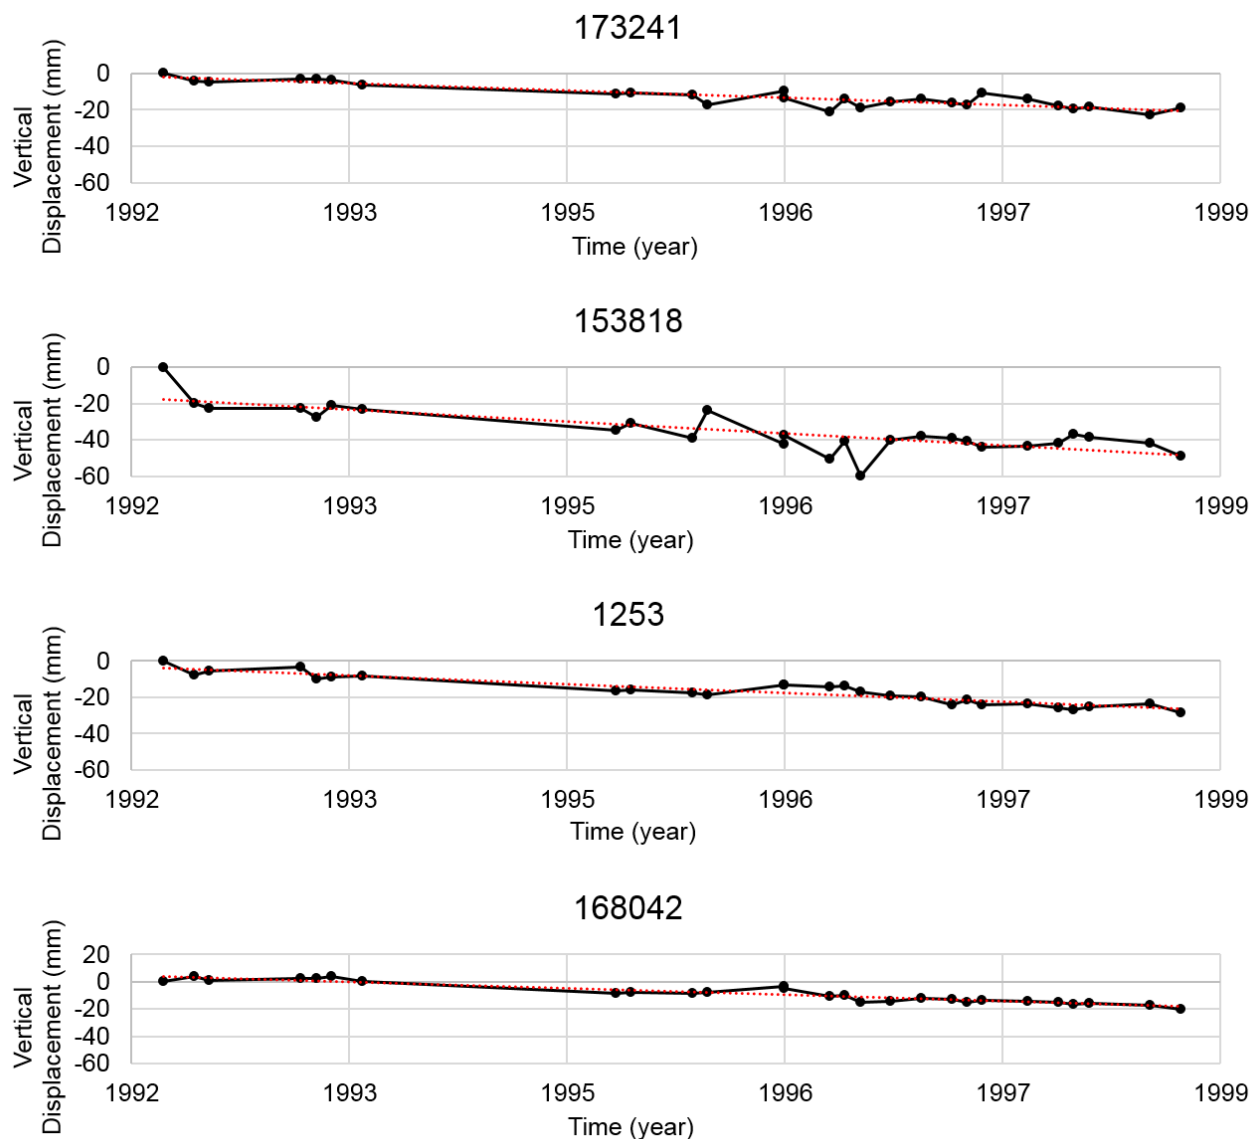 173241
Vertical
Displacement (mm)
0
-20
-40
-60
1992 1993 1995 1996 1997 1999
Time (year)
153818
Vertical
Displacement (mm)
0
-20
-40
-60
1992 1993 1995 1996 1997 1999
Time (year)
1253
Vertical
Displacement (mm)
0
-20
-40
-60
1992 1993 1995 1996 1997 1999
Time (year)
168042
Vertical
Displacement (mm)
20
0
-20
-40
-60
1992 1993 1995 1996 1997 1999
Time (year)